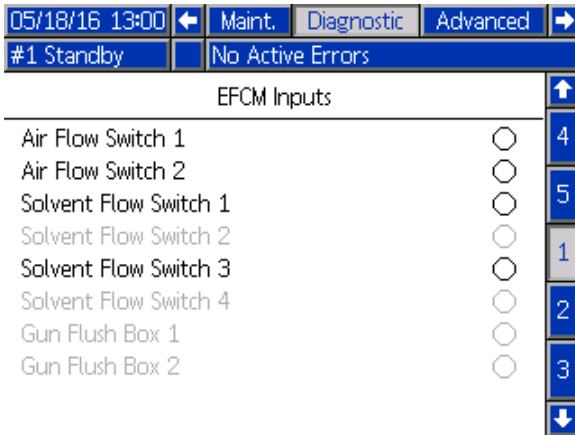 05/18/16 13:00 Maint. Diagnostic Advanced
#1 Standby No Active Errors
EFCM Inputs
Air Flow Switch 1
Air Flow Switch 2
Solvent Flow Switch 1
Solvent Flow Switch 2
Solvent Flow Switch 3
Solvent Flow Switch 4
Gun Flush Box 1
Gun Flush Box 2
4
5
1
2
3